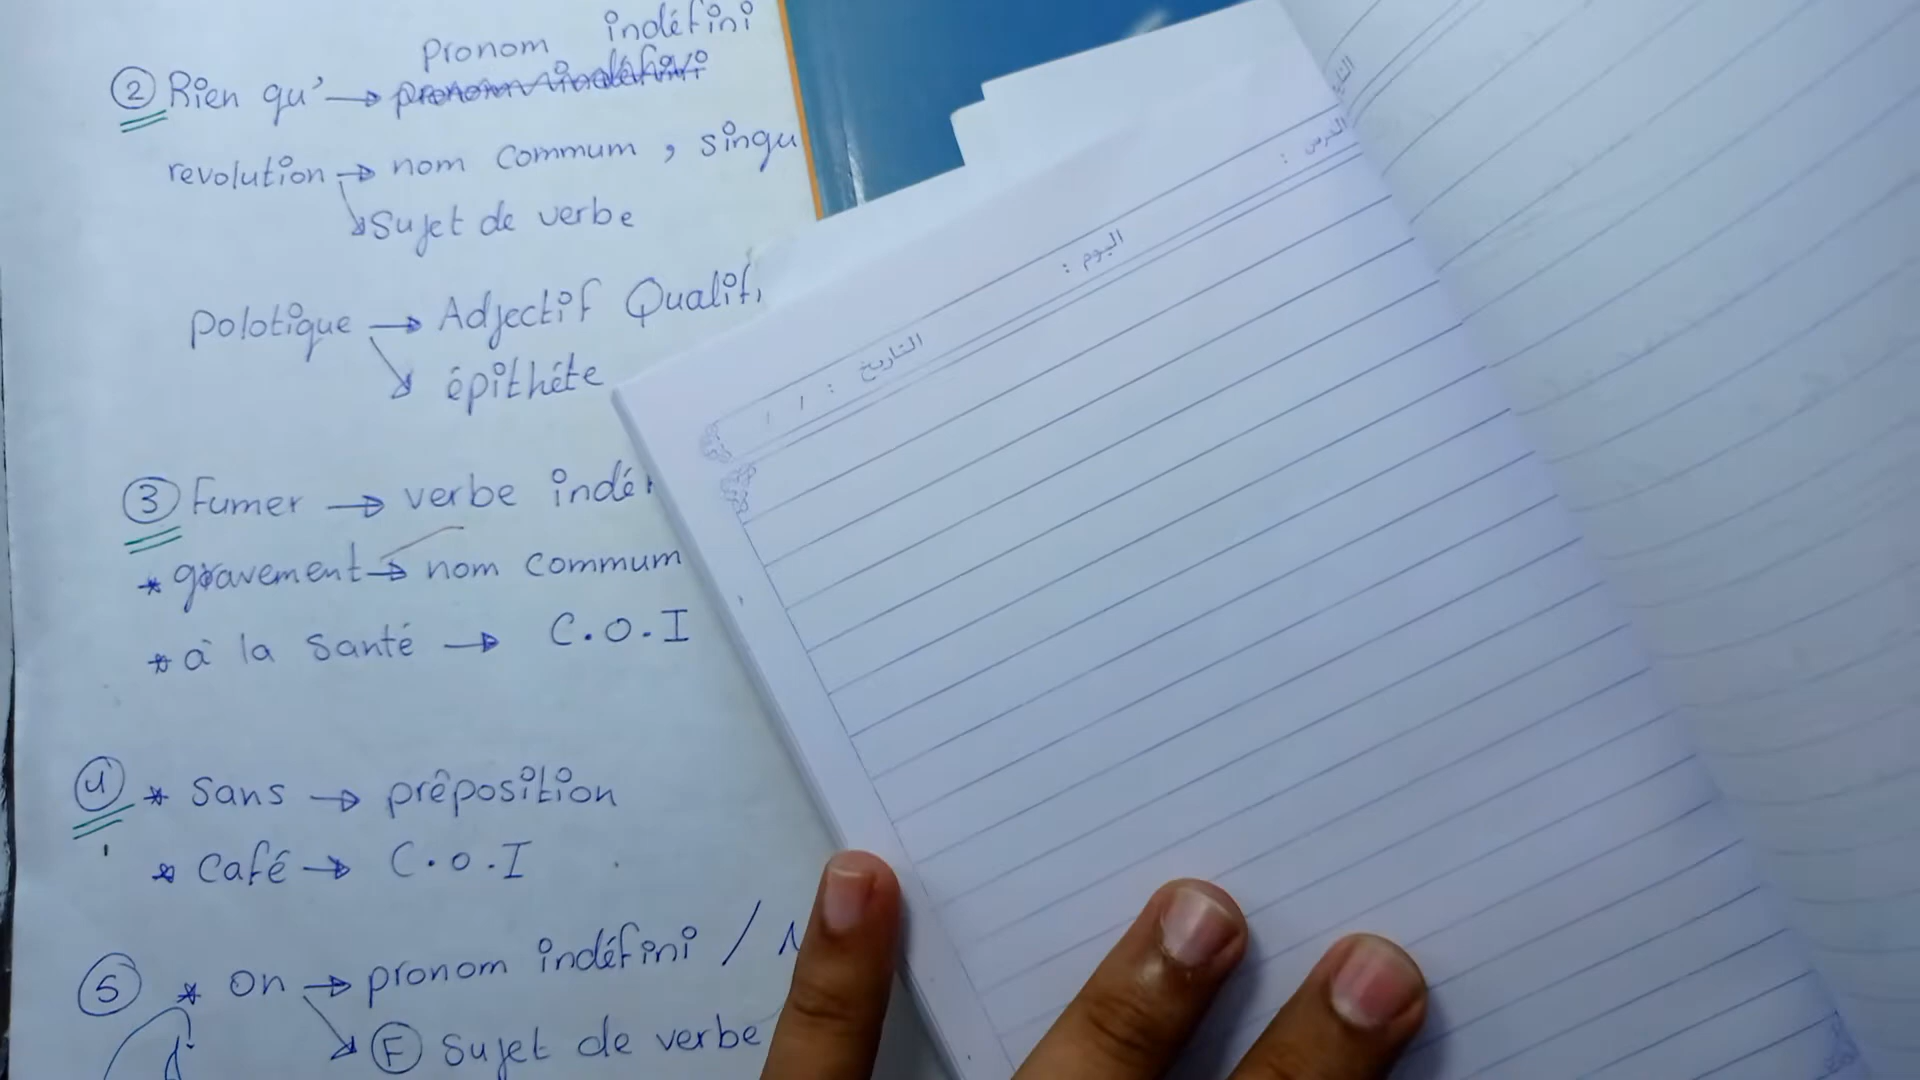 pronom indéfini
② Rien qu' → pronom indéfini
revolution → nom commum , singu
Sujet de verbe
Polotique → Adjectif Qualif
épithéte
③ Fumer → verbe indé
* gravement → nom commum
* à la santé → C.O.I
④ * Sans → préposition
* Café → C.O.I
⑤ * On → pronom indéfini /
Ⓕ Sujet de verbe
الدرس :
اليوم :
التاريخ : / /